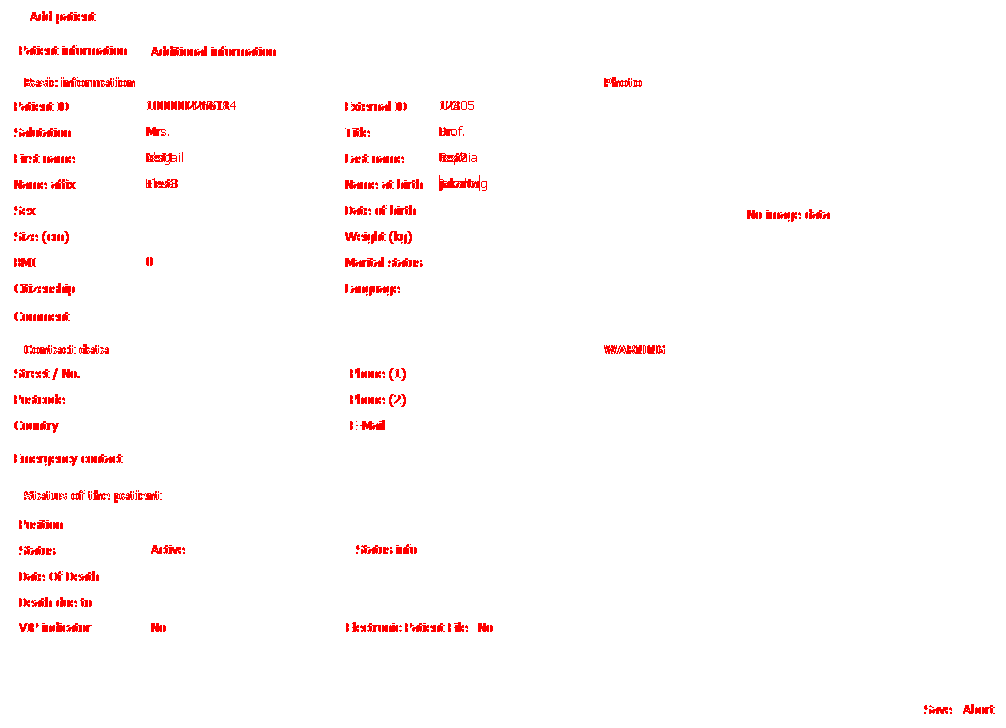 Add patient
Patient information Additional information
Basic information Photo
Patient ID External ID
Salutation Title
First name Last name
Name affix Name at birth
Sex Date of birth
No image data
Size (cm) Weight (kg)
BMI 0 Marital status
Citizenship Language
Comment
Contact data WARNING
Street / No. Phone (1)
Postcode Phone (2)
Country E-Mail
Emergency contact
Status of the patient
Position
Status Active Status info
Date Of Death
Death due to
VIP indicator No Electronic Patient File No
Save Abort